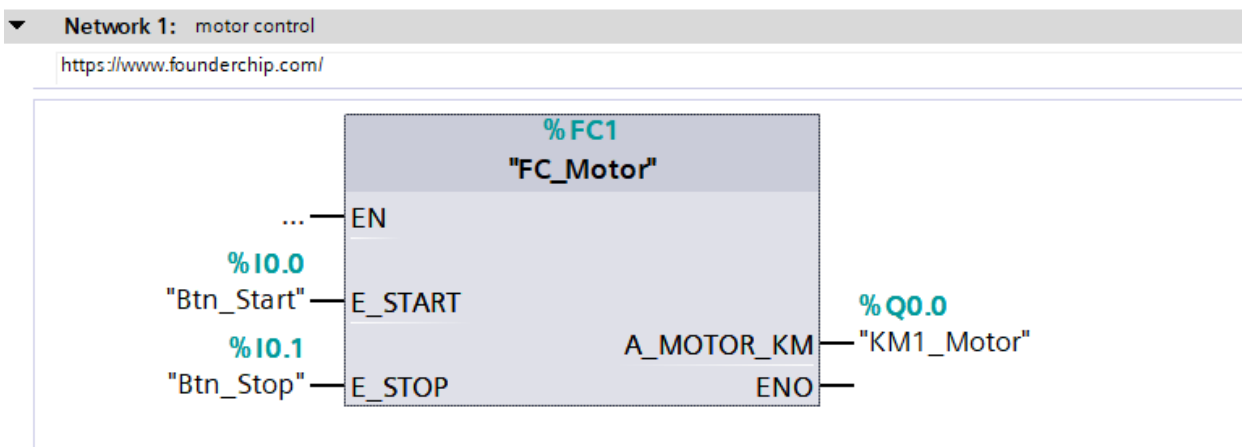 Network 1: motor control
https://www.founderchip.com/
%FC1
"FC_Motor"
... EN
%I0.0
"Btn_Start" E_START
%Q0.0
%I0.1
A_MOTOR_KM "KM1_Motor"
"Btn_Stop" E_STOP ENO